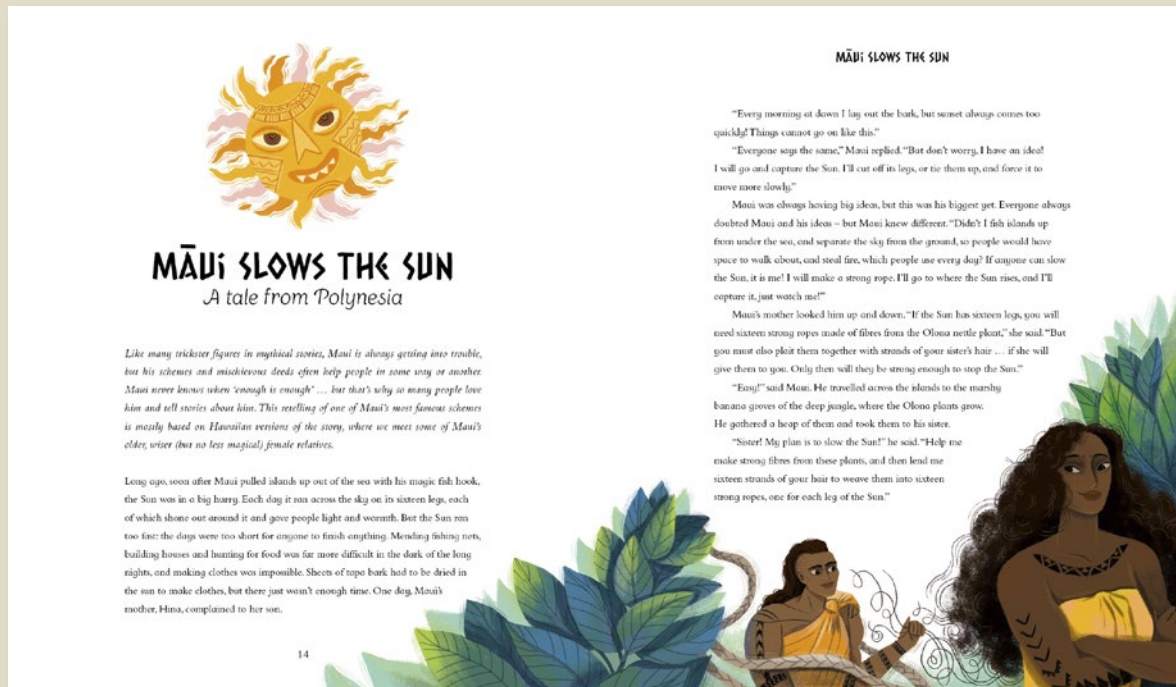 MĀUI SLOWS THE SUN
A tale from Polynesia
Like many trickster figures in mythical stories, Maui is always getting into trouble,
but his schemes and mischievous deeds often help people in some way or another.
Maui never knows when ‘enough is enough’ … but that’s why so many people love
him and tell stories about him. This retelling of one of Maui’s most famous schemes
is mostly based on Hawaiian versions of the story, where we meet some of Maui’s
older, wiser (but no less magical) female relatives.
Long ago, soon after Maui pulled islands up out of the sea with his magic fish hook,
the Sun was in a big hurry. Each day it ran across the sky on its sixteen legs, each
of which shone out around it and gave people light and warmth. But the Sun ran
too fast: the days were too short for anyone to finish anything. Mending fishing nets,
building houses and hunting for food was far more difficult in the dark of the long
nights, and making clothes was impossible. Sheets of tapa bark had to be dried in
the sun to make clothes, but there just wasn’t enough time. One day, Maui’s
mother, Hina, complained to her son.
14
MĀUI SLOWS THE SUN
“Every morning at dawn I lay out the bark, but sunset always comes too
quickly! Things cannot go on like this.”
“Everyone says the same,” Maui replied. “But don’t worry, I have an idea!
I will go and capture the Sun. I’ll cut off its legs, or tie them up, and force it to
move more slowly.”
Maui was always having big ideas, but this was his biggest yet. Everyone always
doubted Maui and his ideas – but Maui knew different. “Didn’t I fish islands up
from under the sea, and separate the sky from the ground, so people would have
space to walk about, and steal fire, which people use every day? If anyone can slow
the Sun, it is me! I will make a strong rope. I’ll go to where the Sun rises, and I’ll
capture it, just watch me!”
Maui’s mother looked him up and down. “If the Sun has sixteen legs, you will
need sixteen strong ropes made of fibres from the Olona nettle plant,” she said. “But
you must also plait them together with strands of your sister’s hair … if she will
give them to you. Only then will they be strong enough to stop the Sun.”
“Easy!” said Maui. He travelled across the islands to the marshy
banana groves of the deep jungle, where the Olona plants grow.
He gathered a heap of them and took them to his sister.
“Sister! My plan is to slow the Sun!” he said. “Help me
make strong fibres from these plants, and then lend me
sixteen strands of your hair to weave them into sixteen
strong ropes, one for each leg of the Sun.”